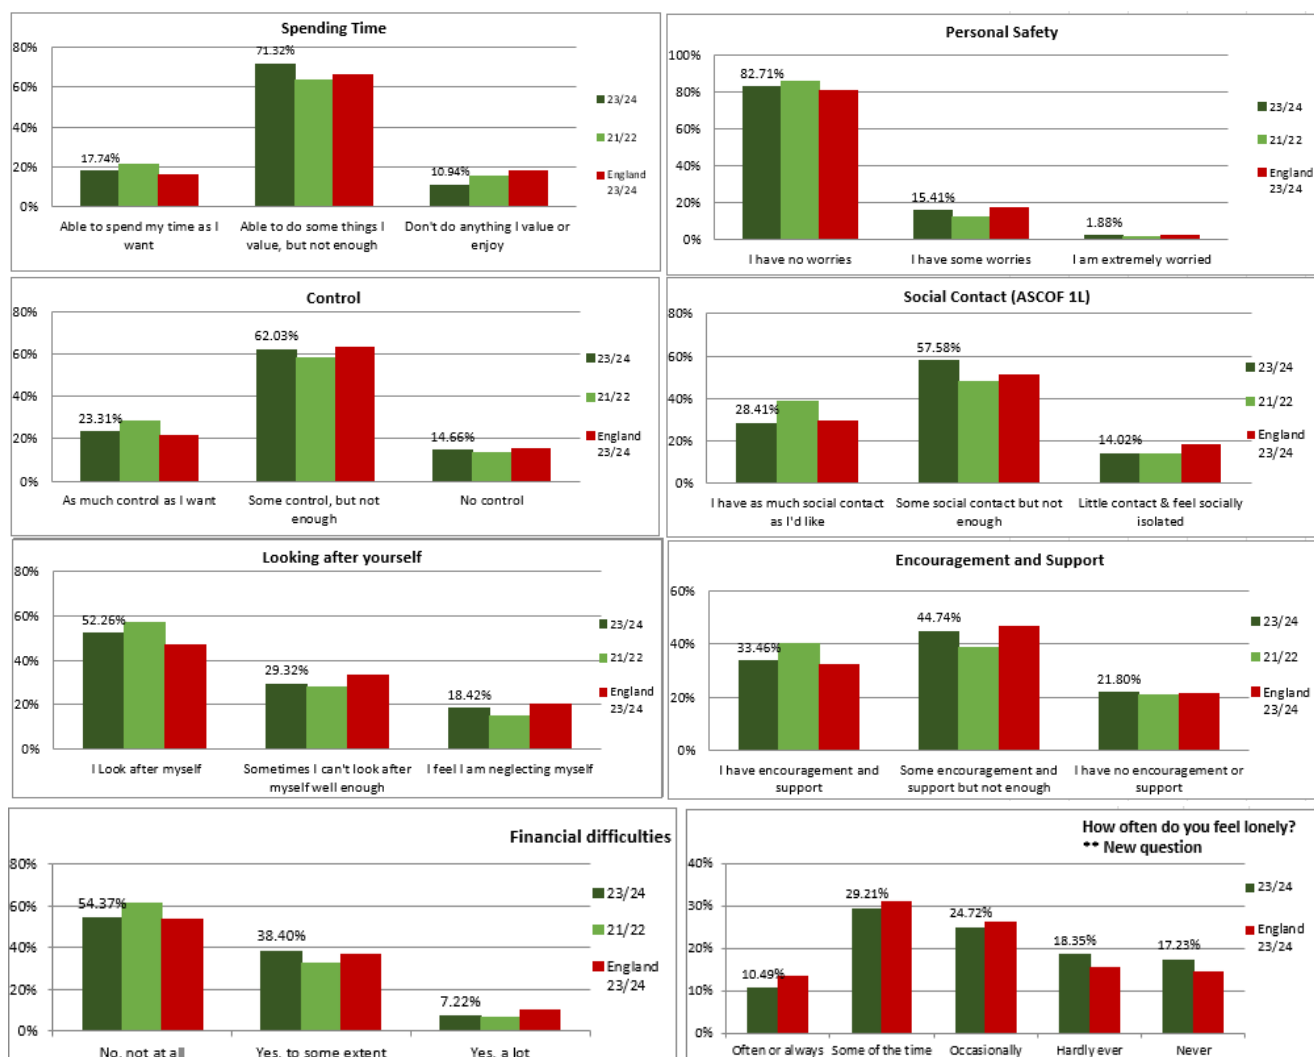 Spending Time
80%
60%
40%
20%
0%
17.74%
71.32%
10.94%
Able to spend my time as I
want
Able to do some things I
value, but not enough
Don't do anything I value or
enjoy
23/24
21/22
England
23/24
Personal Safety
100%
80%
60%
40%
20%
0%
82.71%
15.41%
1.88%
I have no worries
I have some worries
I am extremely worried
23/24
21/22
England
23/24
Control
80%
60%
40%
20%
0%
23.31%
62.03%
14.66%
As much control as I want
Some control, but not
enough
No control
23/24
21/22
England
23/24
Social Contact (ASCOF 1L)
80%
60%
40%
20%
0%
28.41%
57.58%
14.02%
I have as much social contact
as I'd like
Some social contact but not
enough
Little contact & feel socially
isolated
23/24
21/22
England
23/24
Looking after yourself
80%
60%
40%
20%
0%
52.26%
29.32%
18.42%
I Look after myself
Sometimes I can't look after
myself well enough
I feel I am neglecting myself
23/24
21/22
England
23/24
Encouragement and Support
60%
40%
20%
0%
33.46%
44.74%
21.80%
I have encouragement and
support
Some encouragement and
support but not enough
I have no encouragement or
support
23/24
21/22
England
23/24
Financial difficulties
80%
60%
40%
20%
0%
54.37%
38.40%
7.22%
No, not at all
Yes, to some extent
Yes, a lot
23/24
21/22
England
23/24
How often do you feel lonely?
** New question
40%
30%
20%
10%
0%
10.49%
29.21%
24.72%
18.35%
17.23%
Often or always
Some of the time
Occasionally
Hardly ever
Never
23/24
England
23/24